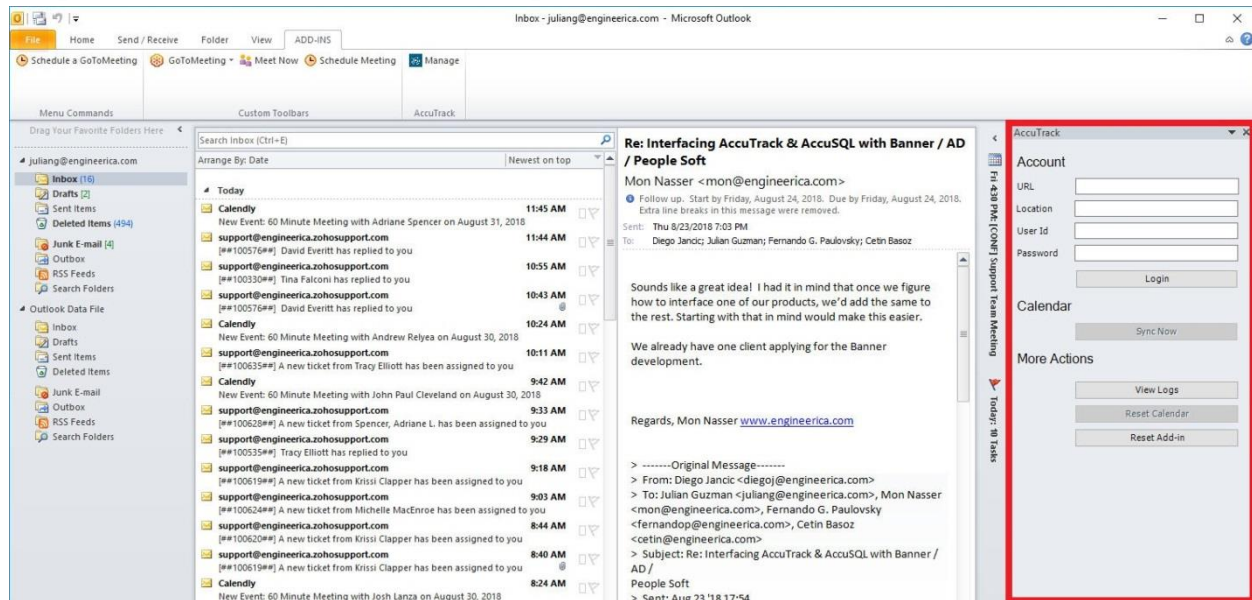 Inbox - juliang@engineerica.com - Microsoft Outlook
File Home Send / Receive Folder View ADD-INS
Schedule a GoToMeeting GoToMeeting Meet Now Schedule Meeting Manage
Menu Commands Custom Toolbars AccuTrack
Drag Your Favorite Folders Here
juliang@engineerica.com
Inbox (16)
Drafts [2]
Sent Items
Deleted Items (494)
Junk E-mail [4]
Outbox
RSS Feeds
Search Folders
Outlook Data File
Inbox
Drafts
Sent Items
Deleted Items
Junk E-mail
Outbox
RSS Feeds
Search Folders
Search Inbox (Ctrl+E)
Arrange By: Date Newest on top
Today
Calendly 11:45 AM
New Event: 60 Minute Meeting with Adriane Spencer on August 31, 2018
support@engineerica.zohosupport.com 11:44 AM
[##100576##] David Everitt has replied to you
support@engineerica.zohosupport.com 10:55 AM
[##100330##] Tina Falconi has replied to you
support@engineerica.zohosupport.com 10:43 AM
[##100576##] David Everitt has replied to you
Calendly 10:24 AM
New Event: 60 Minute Meeting with Andrew Relyea on August 30, 2018
support@engineerica.zohosupport.com 10:11 AM
[##100635##] A new ticket from Tracy Elliott has been assigned to you
Calendly 9:42 AM
New Event: 60 Minute Meeting with John Paul Cleveland on August 30, 2018
support@engineerica.zohosupport.com 9:33 AM
[##100628##] A new ticket from Spencer, Adriane L. has been assigned to you
support@engineerica.zohosupport.com 9:29 AM
[##100535##] Tracy Elliott has replied to you
support@engineerica.zohosupport.com 9:18 AM
[##100619##] A new ticket from Krissi Clapper has been assigned to you
support@engineerica.zohosupport.com 9:03 AM
[##100624##] A new ticket from Michelle MacEnroe has been assigned to you
support@engineerica.zohosupport.com 8:44 AM
[##100620##] A new ticket from Krissi Clapper has been assigned to you
support@engineerica.zohosupport.com 8:40 AM
[##100619##] A new ticket from Krissi Clapper has been assigned to you
Calendly 8:24 AM
New Event: 60 Minute Meeting with Josh Lanza on August 30, 2018
Re: Interfacing AccuTrack & AccuSQL with Banner / AD
/ People Soft
Mon Nasser <mon@engineerica.com>
Follow up. Start by Friday, August 24, 2018. Due by Friday, August 24, 2018.
Extra line breaks in this message were removed.
Sent: Thu 8/23/2018 7:03 PM
To: Diego Jancic; Julian Guzman; Fernando G. Paulovsky; Cetin Basoz
Sounds like a great idea! I had it in mind that once we figure
how to interface one of our products, we'd add the same to
the rest. Starting with that in mind would make this easier.
We already have one client applying for the Banner
development.
Regards, Mon Nasser www.engineerica.com
> -------Original Message-------
> From: Diego Jancic <diegoj@engineerica.com>
> To: Julian Guzman <juliang@engineerica.com>, Mon Nasser
<mon@engineerica.com>, Fernando G. Paulovsky
<fernandop@engineerica.com>, Cetin Basoz
<cetin@engineerica.com>
> Subject: Re: Interfacing AccuTrack & AccuSQL with Banner /
AD /
People Soft
> Sent: Aug 23 '18 17:54
Fri 4:30 PM: [CONF] Support Team Meeting
Today: 10 Tasks
AccuTrack
Account
URL
Location
User Id
Password
Login
Calendar
Sync Now
More Actions
View Logs
Reset Calendar
Reset Add-in